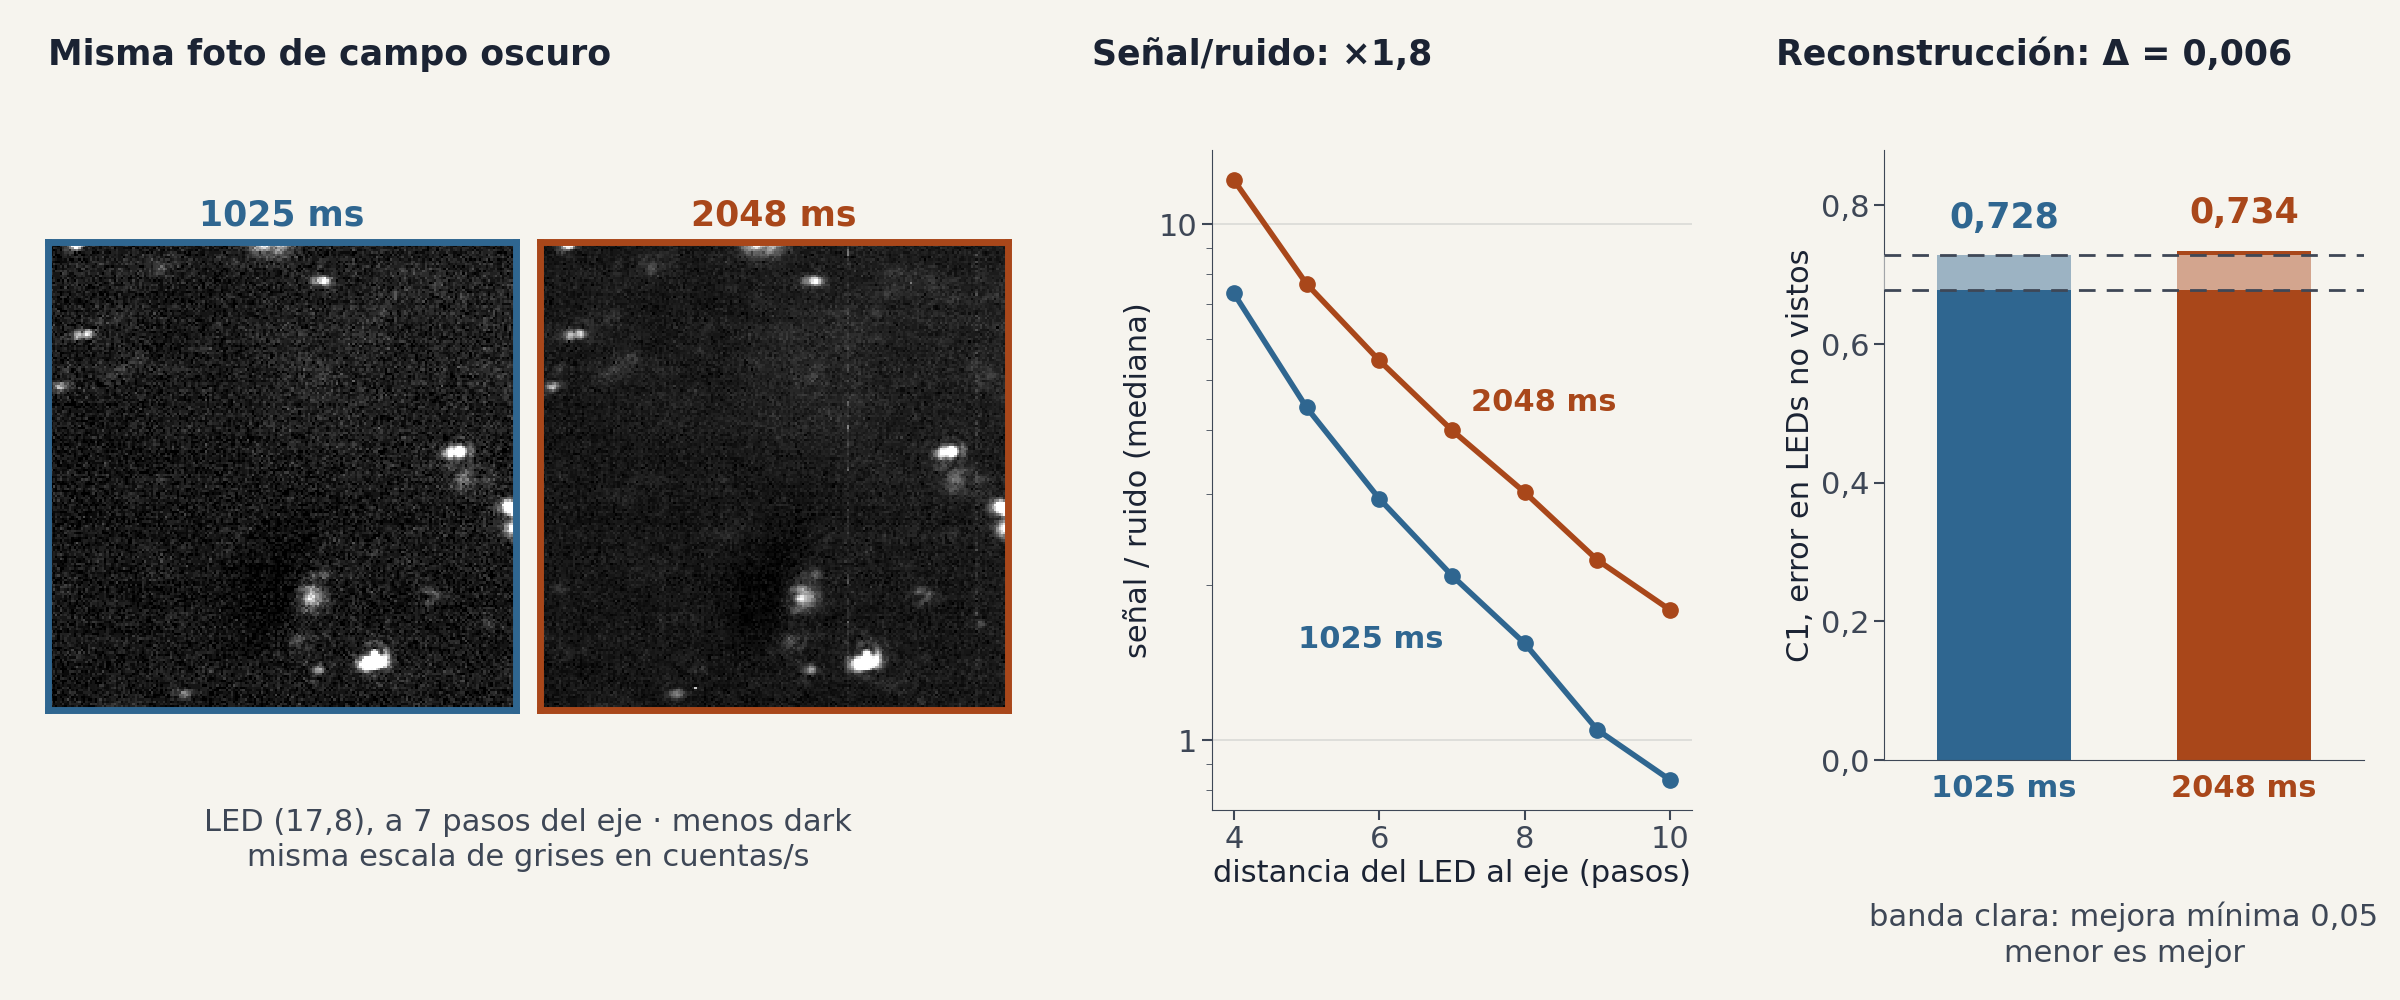 Misma foto de campo oscuro
1025 ms
2048 ms
LED (17,8), a 7 pasos del eje · menos dark
misma escala de grises en cuentas/s
Señal/ruido: ×1,8
señal / ruido (mediana)
10
1
2048 ms
1025 ms
4
6
8
10
distancia del LED al eje (pasos)
Reconstrucción: Δ = 0,006
C1, error en LEDs no vistos
0,8
0,6
0,4
0,2
0,0
0,728
0,734
1025 ms
2048 ms
banda clara: mejora mínima 0,05
menor es mejor